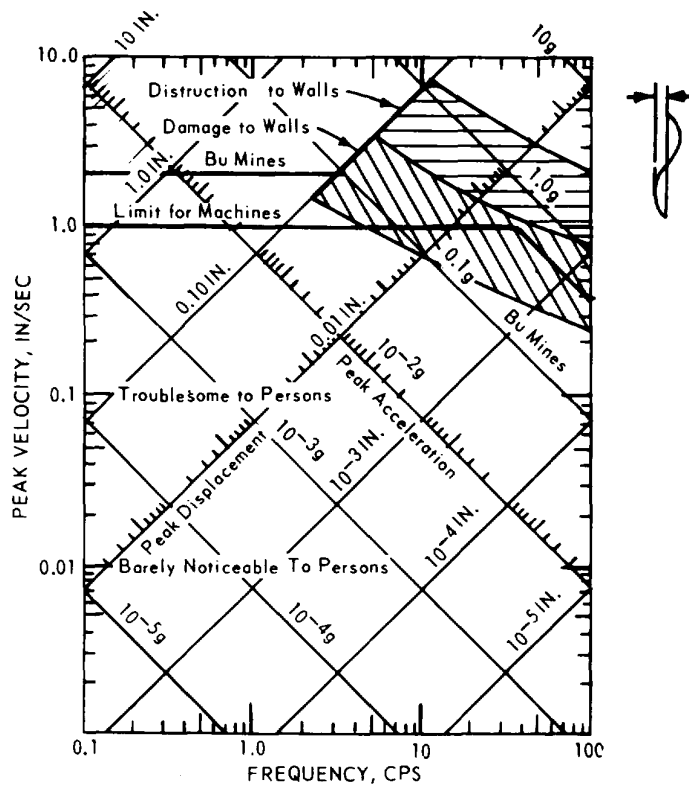 10 IN.
10g
10.0
Distruction to Walls
Damage to Walls
Bu Mines
1.0 IN.
1.0g
Limit for Machines
1.0
0.1g
0.10 IN.
Bu Mines
0.01 IN.
10-2g
Peak Acceleration
0.1
Troublesome to Persons
10-3g
10-3 IN.
Peak Displacement
10-4 IN.
0.01
Barely Noticeable To Persons
10-5g
10-4g
10-5 IN.
PEAK VELOCITY, IN/SEC
0.1
1.0
10
100
FREQUENCY, CPS